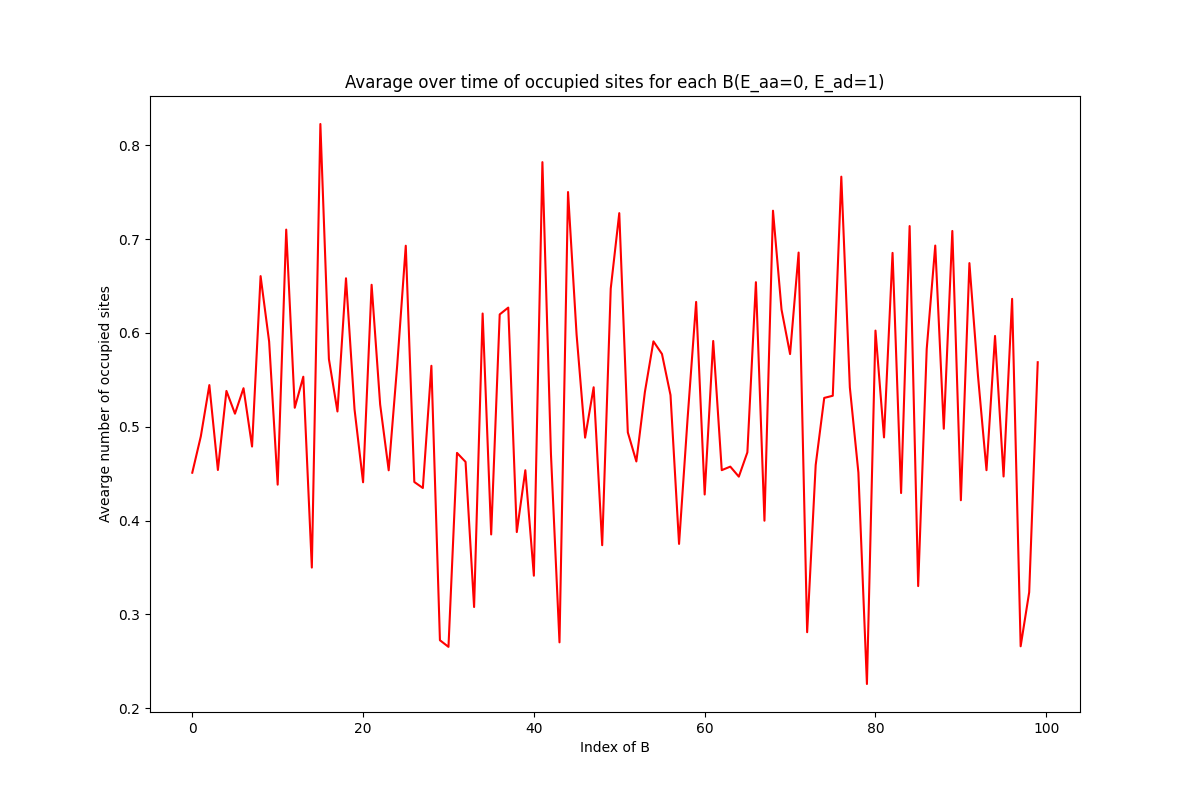 Avarage over time of occupied sites for each B(E_aa=0, E_ad=1)
Avearge number of occupied sites
0.8
0.7
0.6
0.5
0.4
0.3
0.2
0 20 40 60 80 100
Index of B